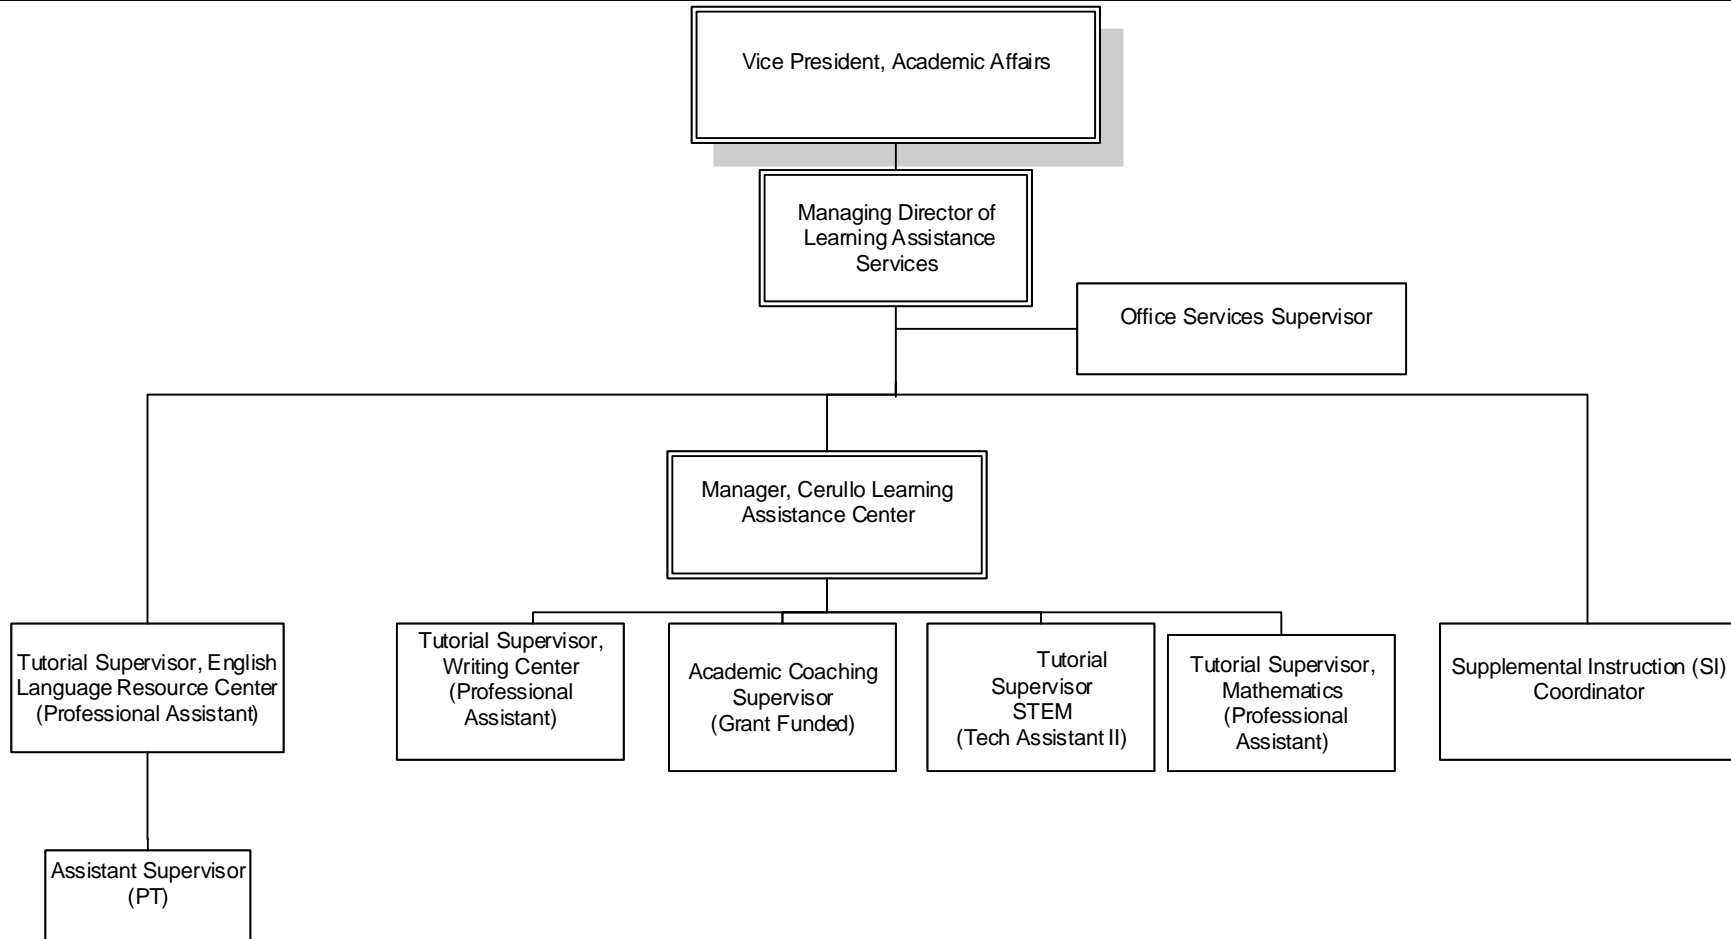 Vice President, Academic Affairs
Managing Director of
Learning Assistance
Services
Office Services Supervisor
Manager, Cerullo Learning
Assistance Center
Tutorial Supervisor, English
Language Resource Center
(Professional Assistant)
Tutorial Supervisor,
Writing Center
(Professional
Assistant)
Academic Coaching
Supervisor
(Grant Funded)
Tutorial
Supervisor
STEM
(Tech Assistant II)
Tutorial Supervisor,
Mathematics
(Professional
Assistant)
Supplemental Instruction (SI)
Coordinator
Assistant Supervisor
(PT)